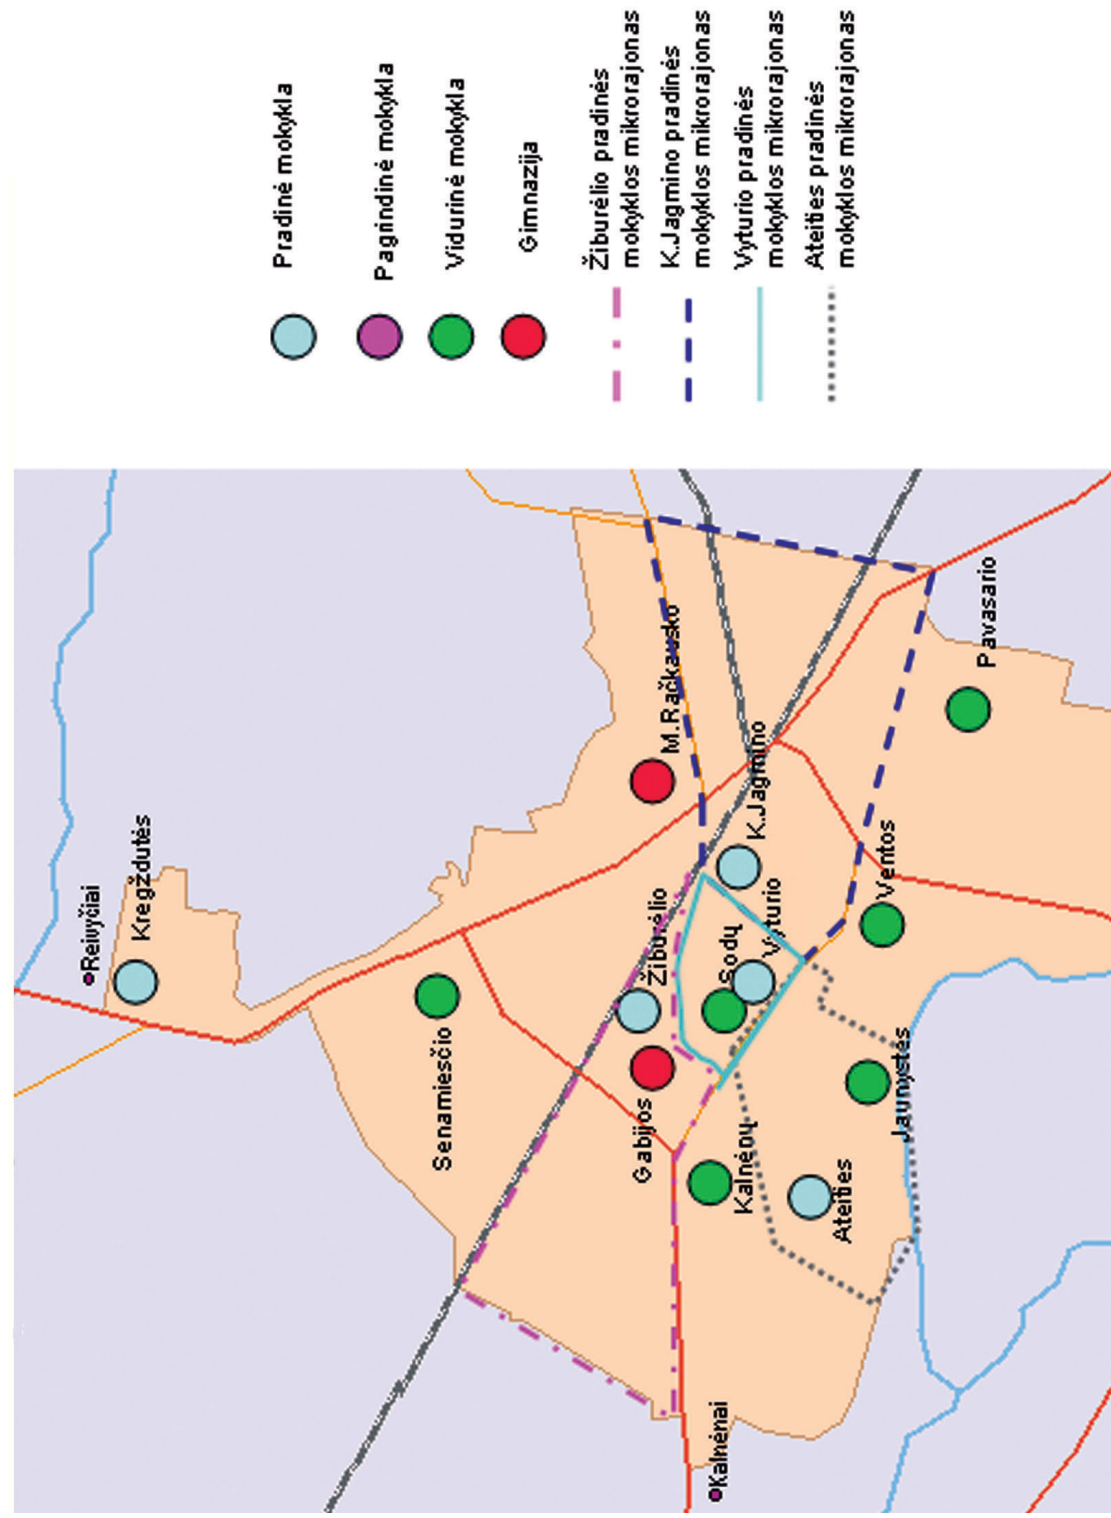 Pradinė mokykla
Pagrindinė mokykla
Vidurinė mokykla
Gimnazija
Žiburėlio pradinės
mokyklos mikrorajonas
K.Jagmino pradinės
mokyklos mikrorajonas
Vyturio pradinės
mokyklos mikrorajonas
Ateities pradinės
mokyklos mikrorajonas
Reivyčiai
Kregždutės
Senamiesčio
M.Račkausko
Žiburėlio
Gabijos
K.Jagmino
Sodų
Vyturio
Kalnėnų
Ateities
Jaunystės
Ventos
Pavasario
Kalnėnai